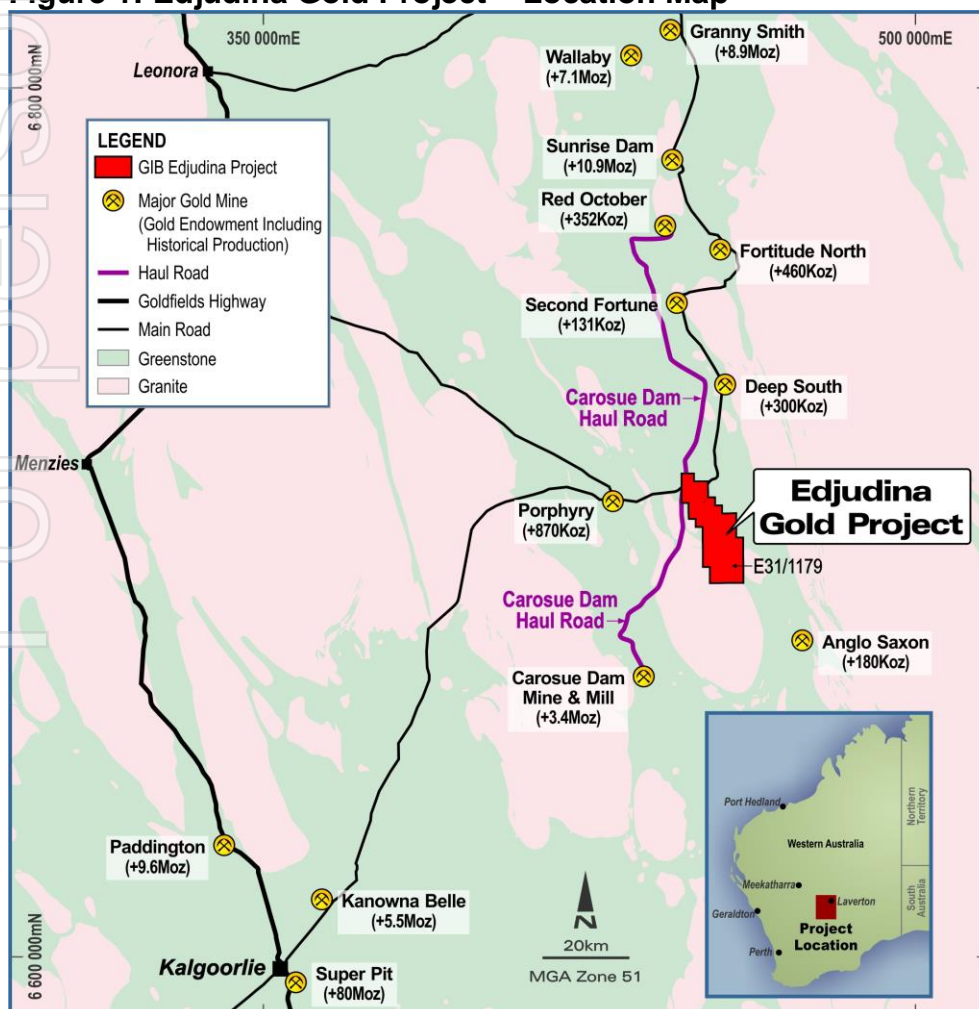 Figure 1: Edjudina Gold Project – Location Map
350 000mE
500 000mE
6 800 000mN
6 600 000mN
Leonora
Wallaby
(+7.1Moz)
Granny Smith
(+8.9Moz)
LEGEND
GIB Edjudina Project
Major Gold Mine
(Gold Endowment Including
Historical Production)
Haul Road
Goldfields Highway
Main Road
Greenstone
Granite
Sunrise Dam
(+10.9Moz)
Red October
(+352Koz)
Fortitude North
(+460Koz)
Second Fortune
(+131Koz)
Deep South
(+300Koz)
Carosue Dam
Haul Road
Menzies
Porphyry
(+870Koz)
Edjudina
Gold Project
E31/1179
Carosue Dam
Haul Road
Anglo Saxon
(+180Koz)
Carosue Dam
Mine & Mill
(+3.4Moz)
Paddington
(+9.6Moz)
Kanowna Belle
(+5.5Moz)
Kalgoorlie
Super Pit
(+80Moz)
N
20km
MGA Zone 51
Port Hedland
Northern
Territory
Western Australia
Meekatharra
Laverton
Geraldton
South
Australia
Project
Location
Perth